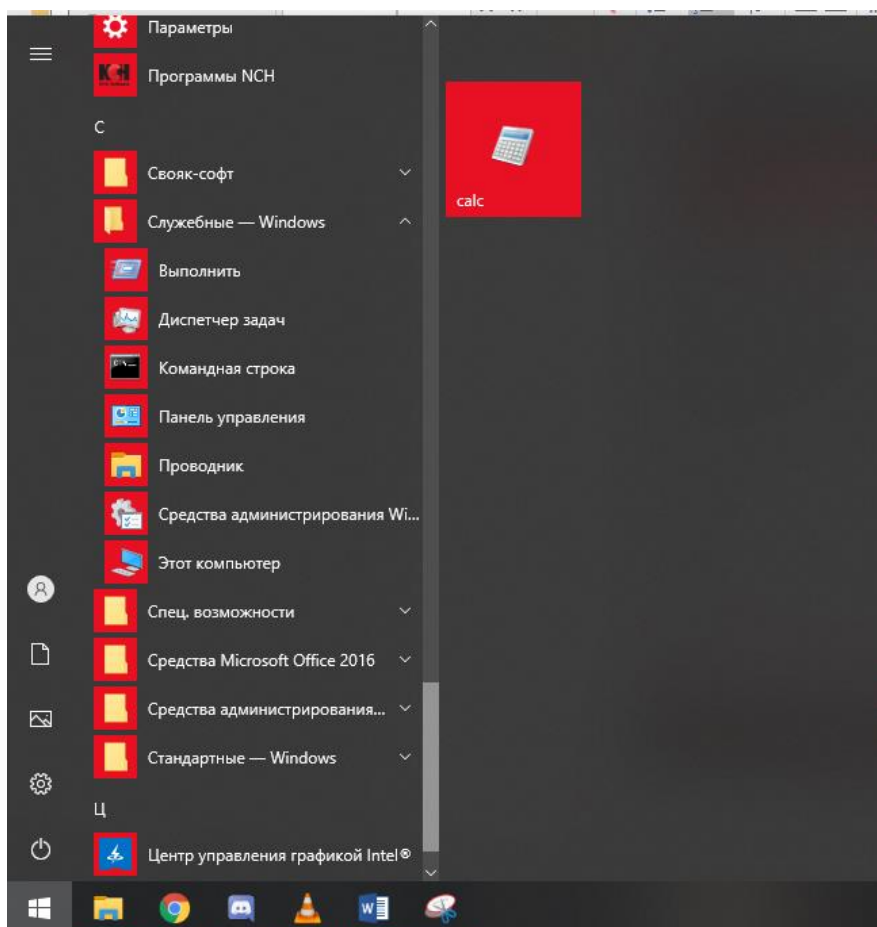 Параметры
NCH
Программы NCH
С
Свояк-софт
Служебные — Windows
Выполнить
Диспетчер задач
Командная строка
Панель управления
Проводник
Средства администрирования Wi...
Этот компьютер
Спец. возможности
Средства Microsoft Office 2016
Средства администрирования...
Стандартные — Windows
Ц
Центр управления графикой Intel®
calc
W